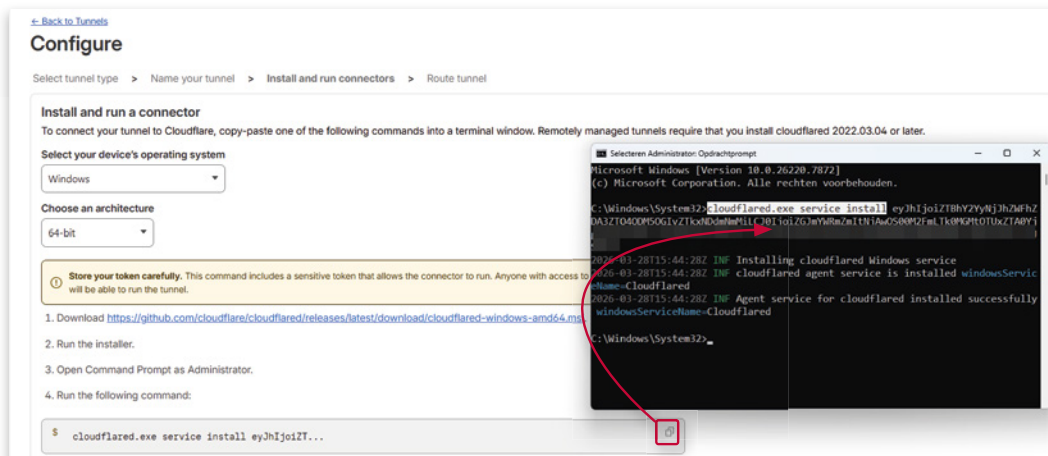 ← Back to Tunnels
Configure
Select tunnel type > Name your tunnel > Install and run connectors > Route tunnel
Install and run a connector
To connect your tunnel to Cloudflare, copy-paste one of the following commands into a terminal window. Remotely managed tunnels require that you install cloudflared 2022.03.04 or later.
Select your device's operating system
Windows
Choose an architecture
64-bit
Store your token carefully. This command includes a sensitive token that allows the connector to run. Anyone with access to
will be able to run the tunnel.
1. Download https://github.com/cloudflare/cloudflared/releases/latest/download/cloudflared-windows-amd64.ms
2. Run the installer.
3. Open Command Prompt as Administrator.
4. Run the following command:
$ cloudflared.exe service install eyJhIjoiZT...
Selecteren Administrator: Opdrachtprompt
Microsoft Windows [Version 10.0.26220.7872]
(c) Microsoft Corporation. Alle rechten voorbehouden.
C:\Windows\System32>cloudflared.exe service install
2026-03-28T15:44:28Z INF Installing cloudflared Windows service
2026-03-28T15:44:28Z INF cloudflared agent service is installed windowsServic
eName=Cloudflared
2026-03-28T15:44:28Z INF Agent service for cloudflared installed successfully
windowsServiceName=Cloudflared
C:\Windows\System32>_